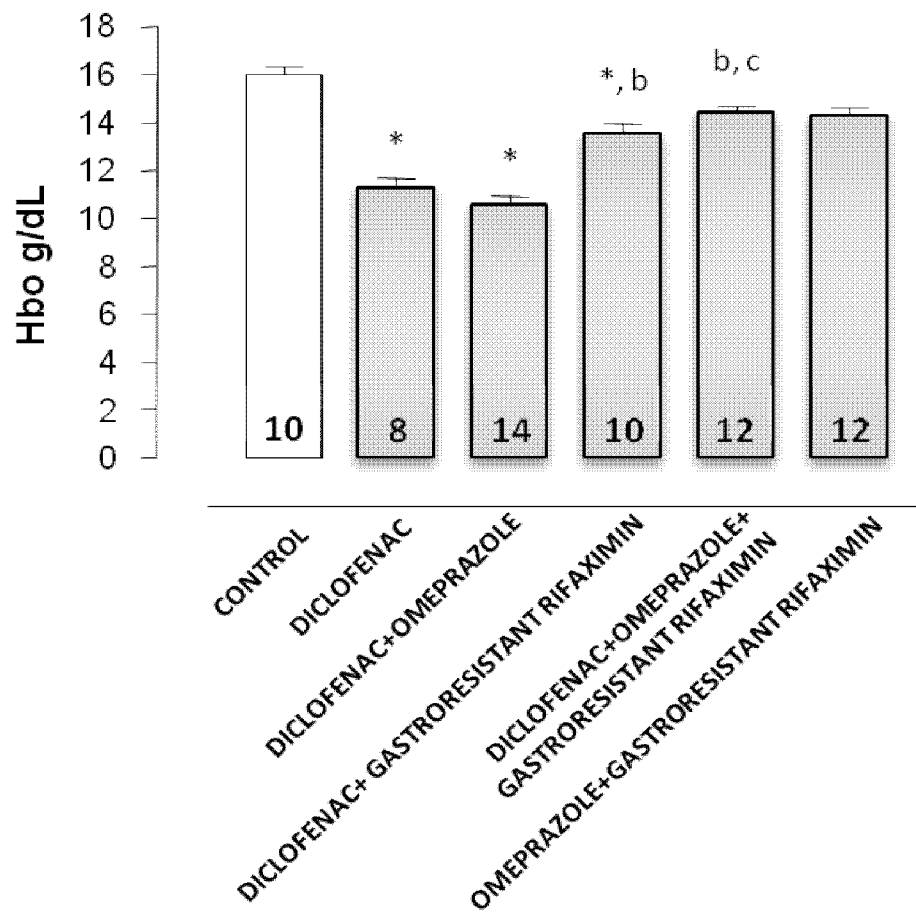 18
16
14
12
10
8
6
4
2
0
Hbo g/dL
*
*
*, b
b, c
10
8
14
10
12
12
CONTROL
DICLOFENAC
DICLOFENAC+OMEPRAZOLE
DICLOFENAC+ GASTRORESISTANT RIFAXIMIN
DICLOFENAC+OMEPRAZOLE+
GASTRORESISTANT RIFAXIMIN
OMEPRAZOLE+GASTRORESISTANT RIFAXIMIN